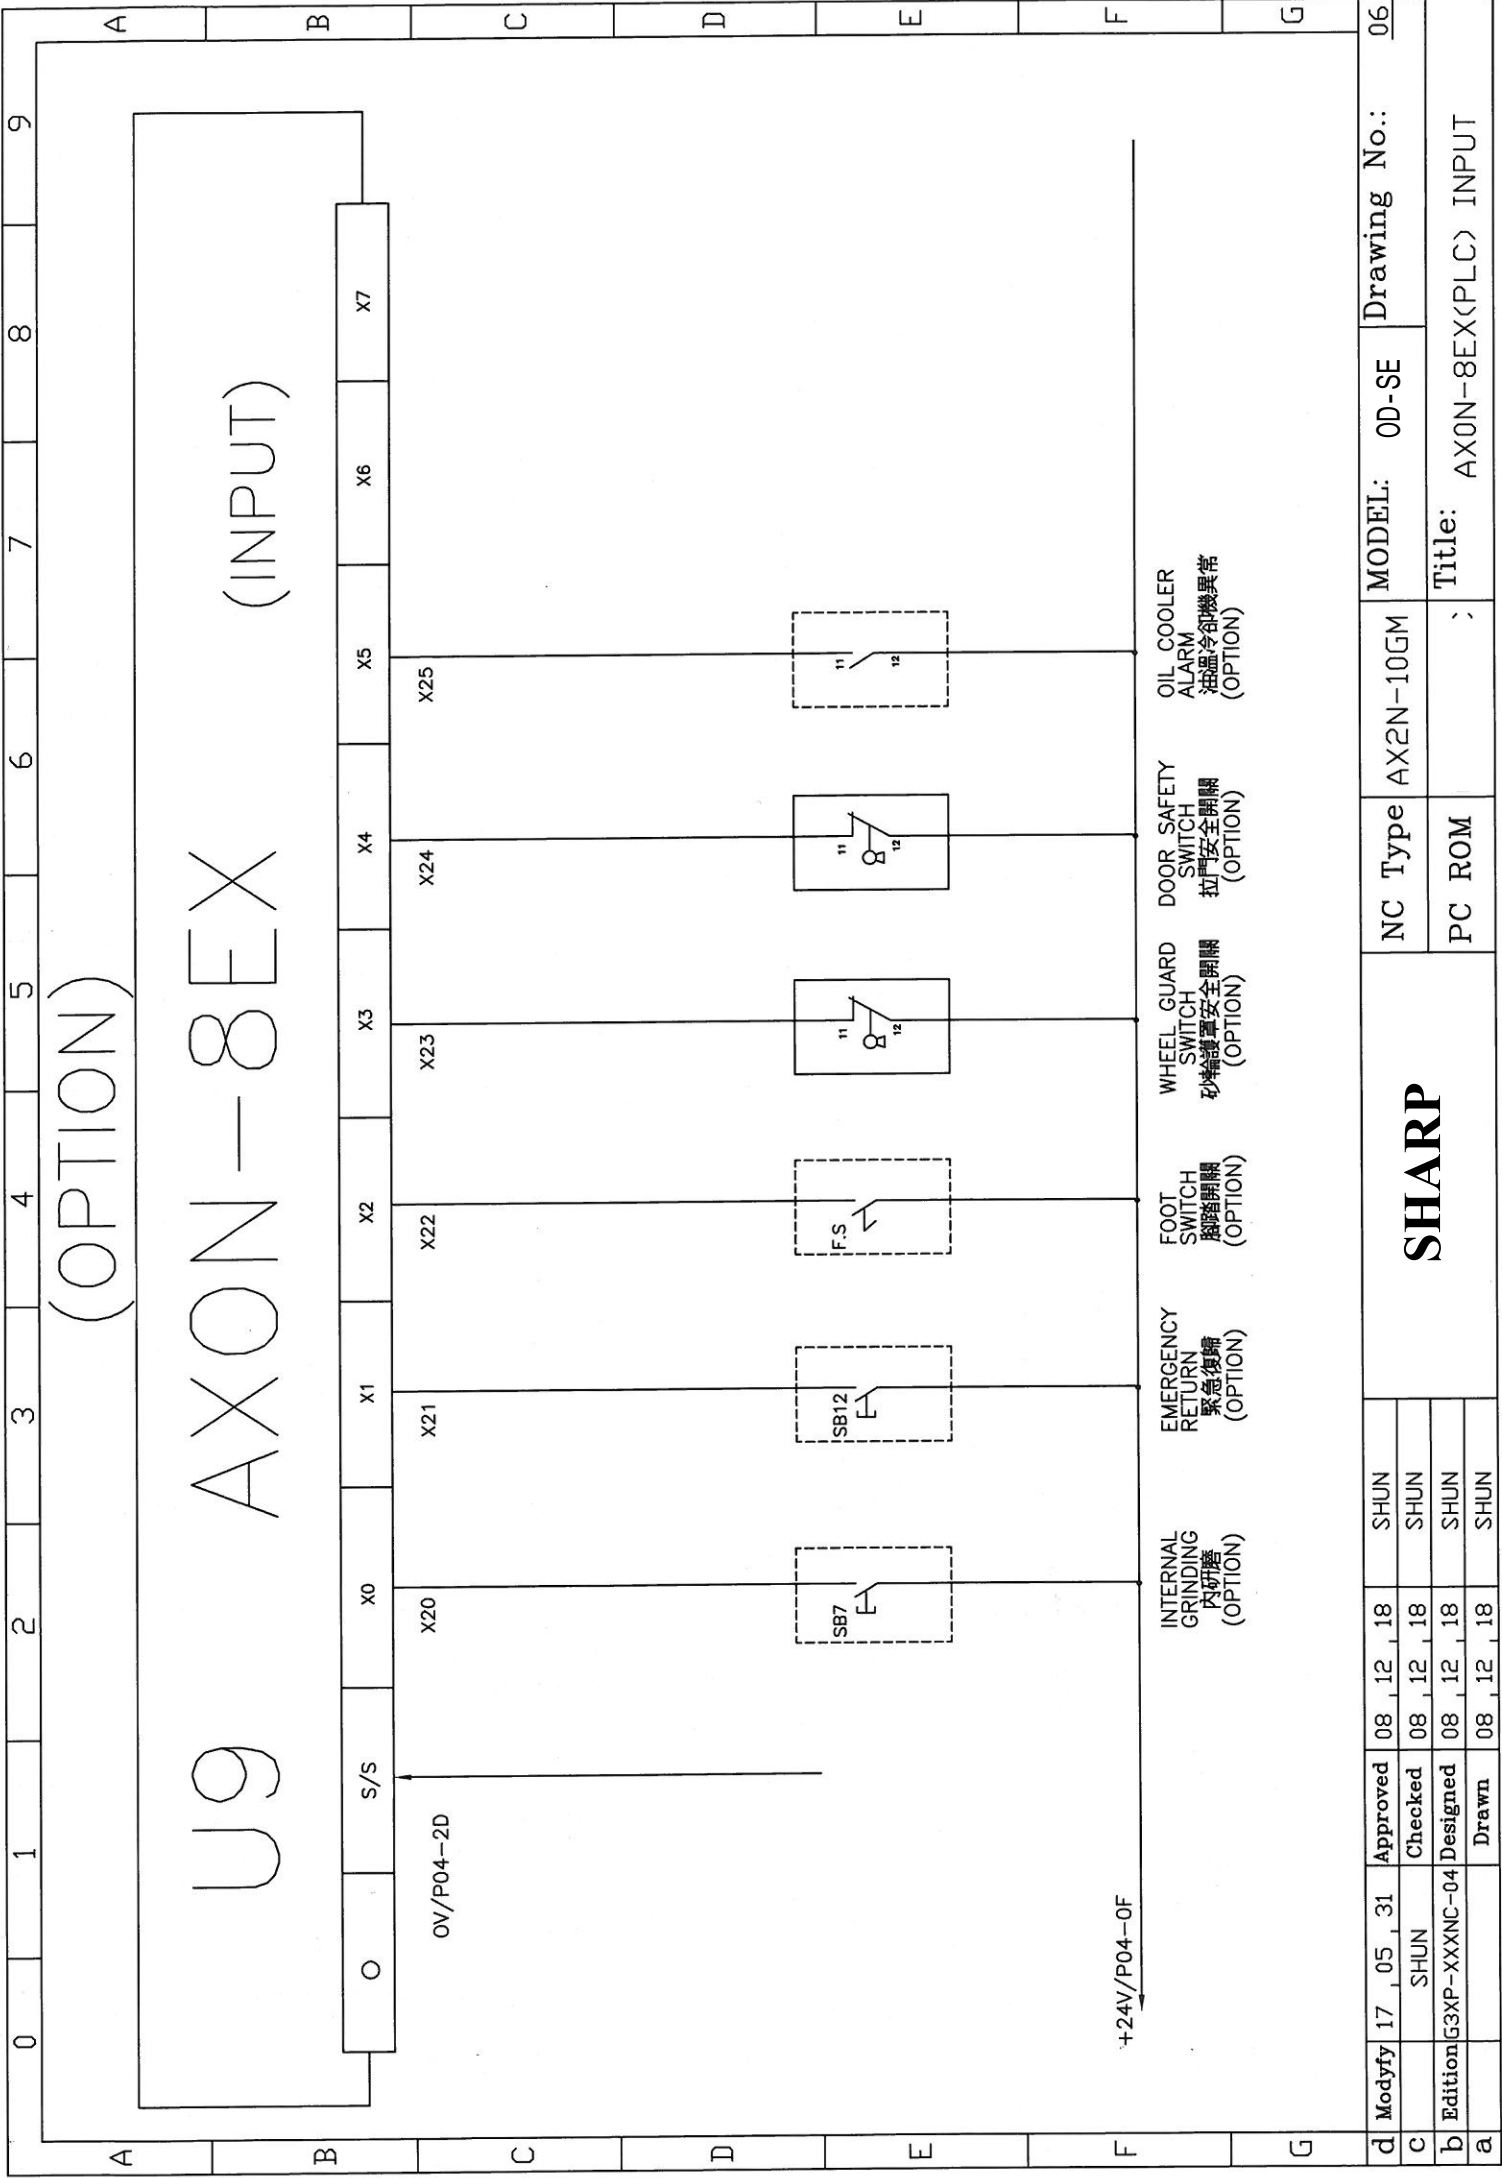 0 1 2 3 4 5 6 7 8 9
A
B
C
D
E
F
G
A
B
C
D
E
F
G
(OPTION)
U9 AX0N-8EX (INPUT)
O S/S X0 X1 X2 X3 X4 X5 X6 X7
0V/P04-2D
X20
X21
X22
X23
X24
X25
SB7
SB12
F.S
11
12
11
12
11
12
+24V/P04-0F
INTERNAL
GRINDING
內研磨
(OPTION)
EMERGENCY
RETURN
緊急復歸
(OPTION)
FOOT
SWITCH
腳踏開關
(OPTION)
WHEEL GUARD
SWITCH
砂輪護罩安全開關
(OPTION)
DOOR SAFETY
SWITCH
拉門安全開關
(OPTION)
OIL COOLER
ALARM
油溫冷卻機異常
(OPTION)
d Modyfy 17 , 05 , 31 Approved 08 , 12 , 18 SHUN
c SHUN Checked 08 , 12 , 18 SHUN
b Edition G3XP-XXXNC-04 Designed 08 , 12 , 18 SHUN
a Drawn 08 , 12 , 18 SHUN
SHARP
NC Type AX2N-10GM MODEL: OD-SE Drawing No.: 06
PC ROM ; Title: AX0N-8EX(PLC) INPUT